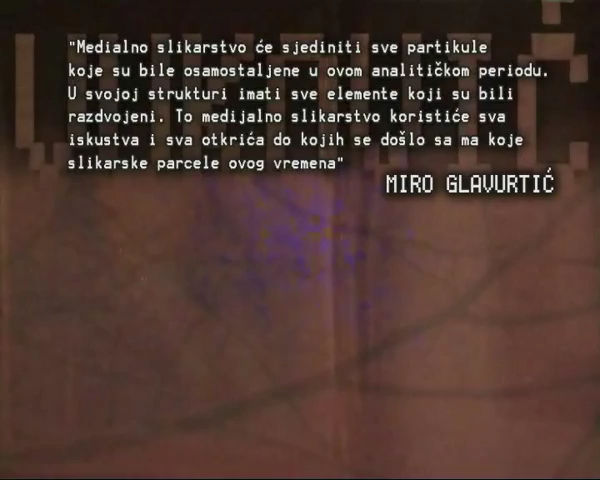 "Medialno slikarstvo će sjediniti sve partikule
koje su bile osamostaljene u ovom analitičkom periodu.
U svojoj strukturi imati sve elemente koji su bili
razdvojeni. To medijalno slikarstvo koristiće sva
iskustva i sva otkrića do kojih se došlo sa ma koje
slikarske parcele ovog vremena"
MIRO GLAVURTIĆ